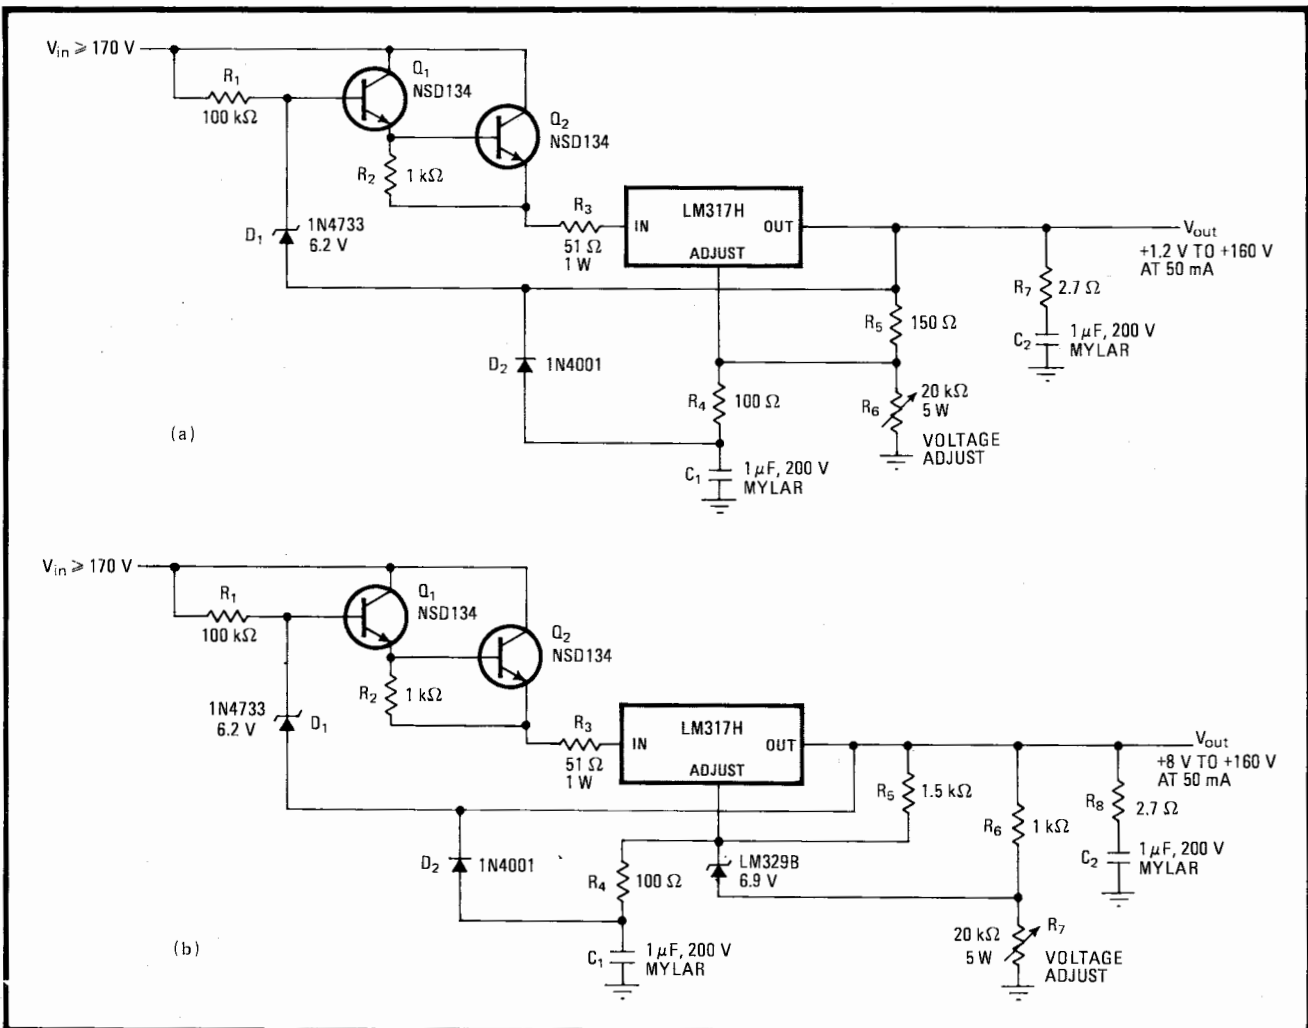 V_in ⩾ 170 V
R₁
100 kΩ
Q₁
NSD134
Q₂
NSD134
R₂
1 kΩ
D₁
1N4733
6.2 V
R₃
51 Ω
1 W
IN
LM317H
OUT
ADJUST
V_out
+1.2 V TO +160 V
AT 50 mA
R₇
2.7 Ω
C₂
1 μF, 200 V
MYLAR
R₅
150 Ω
D₂
1N4001
R₄
100 Ω
R₆
20 kΩ
5 W
VOLTAGE
ADJUST
C₁
1 μF, 200 V
MYLAR
(a)
V_in ⩾ 170 V
R₁
100 kΩ
Q₁
NSD134
Q₂
NSD134
R₂
1 kΩ
1N4733
6.2 V
D₁
R₃
51 Ω
1 W
IN
LM317H
OUT
ADJUST
V_out
+8 V TO +160 V
AT 50 mA
R₅
1.5 kΩ
R₆
1 kΩ
R₈
2.7 Ω
C₂
1 μF, 200 V
MYLAR
D₂
1N4001
R₄
100 Ω
LM329B
6.9 V
20 kΩ
5 W
R₇
VOLTAGE
ADJUST
C₁
1 μF, 200 V
MYLAR
(b)